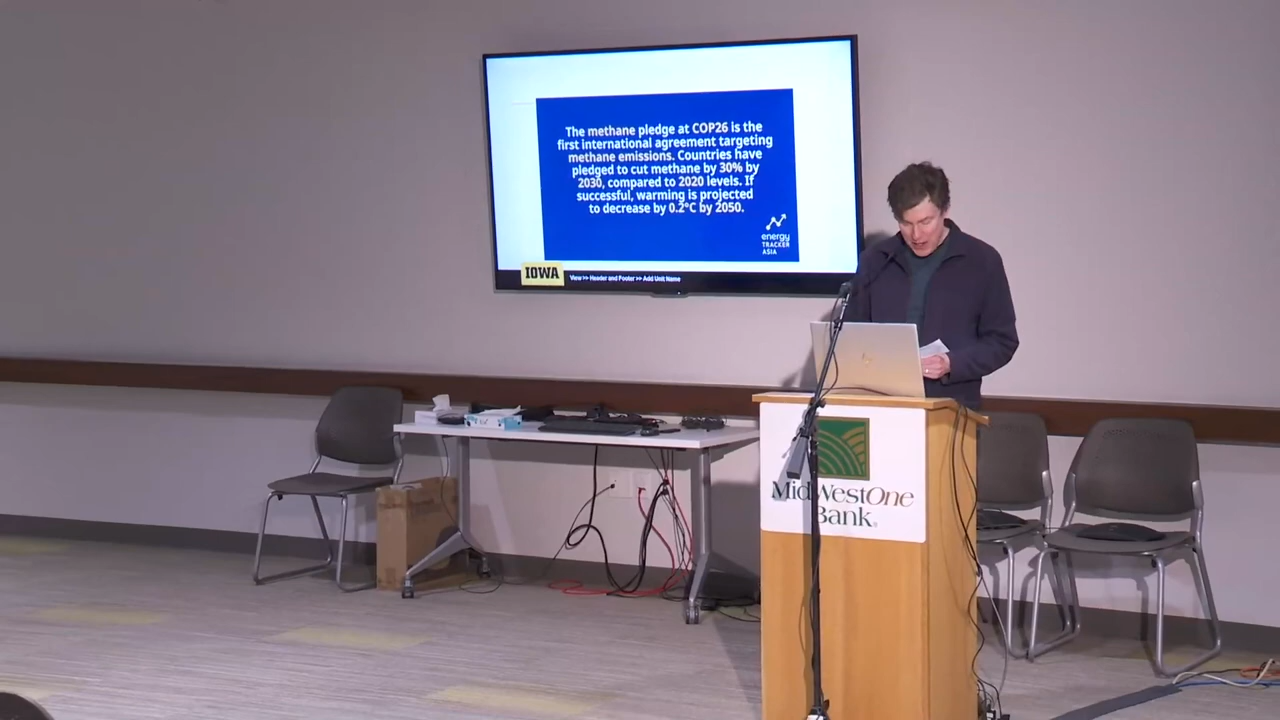 The methane pledge at COP26 is the
first international agreement targeting
methane emissions. Countries have
pledged to cut methane by 30% by
2030, compared to 2020 levels. If
successful, warming is projected
to decrease by 0.2°C by 2050.
energy
TRACKER
ASIA
IOWA
View >> Header and Footer >> Add Unit Name
MidWestOne
Bank